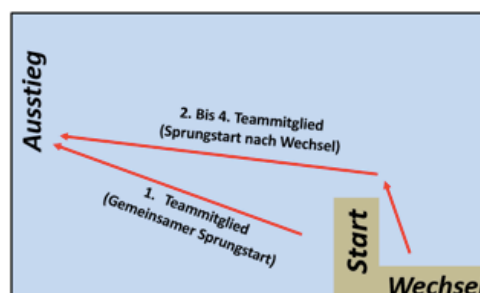 Ausstieg
2. Bis 4. Teammitglied
(Sprungstart nach Wechsel)
1. Teammitglied
(Gemeinsamer Sprungstart)
Start
Wechsel